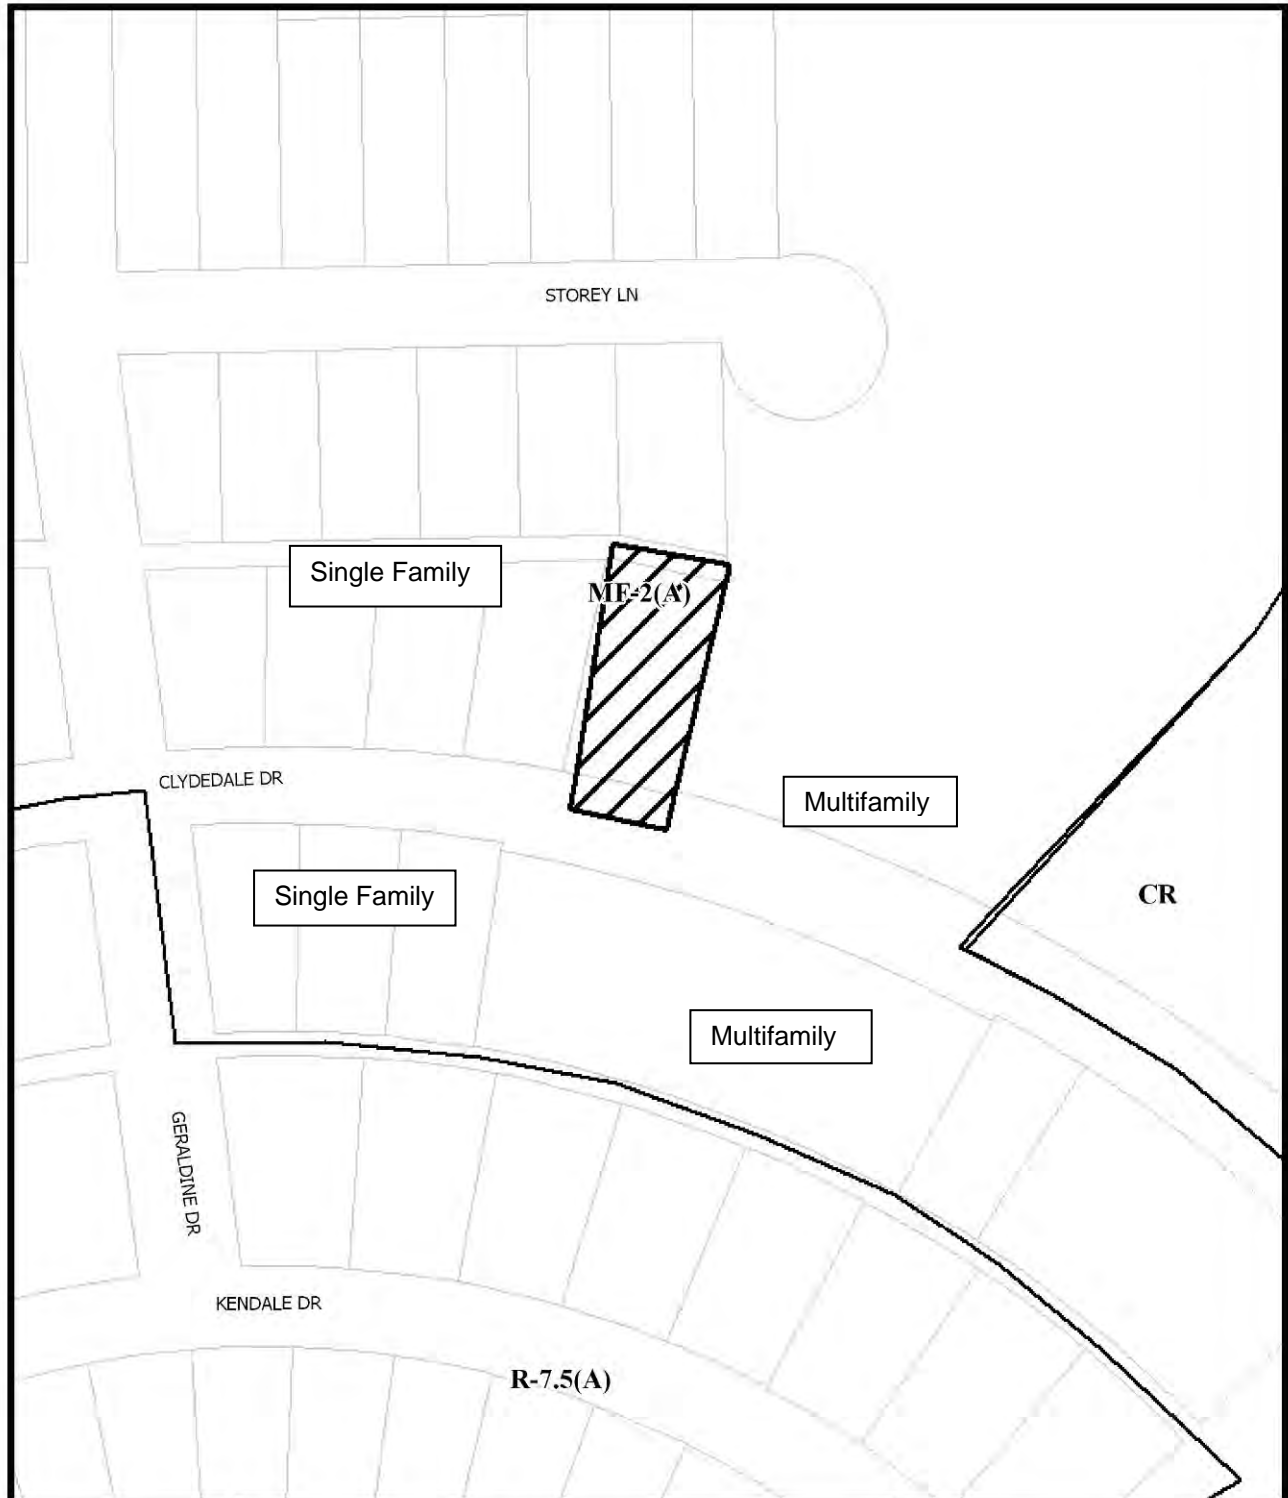 STOREY LN
Single Family
MF-2(A)
CLYDEDALE DR
Multifamily
Single Family
CR
Multifamily
GERALDINE DR
KENDALE DR
R-7.5(A)